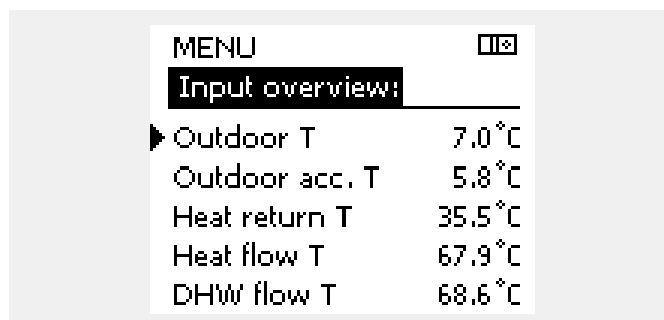 MENU
Input overview:
Outdoor T 7.0°C
Outdoor acc. T 5.8°C
Heat return T 35.5°C
Heat flow T 67.9°C
DHW flow T 68.6°C